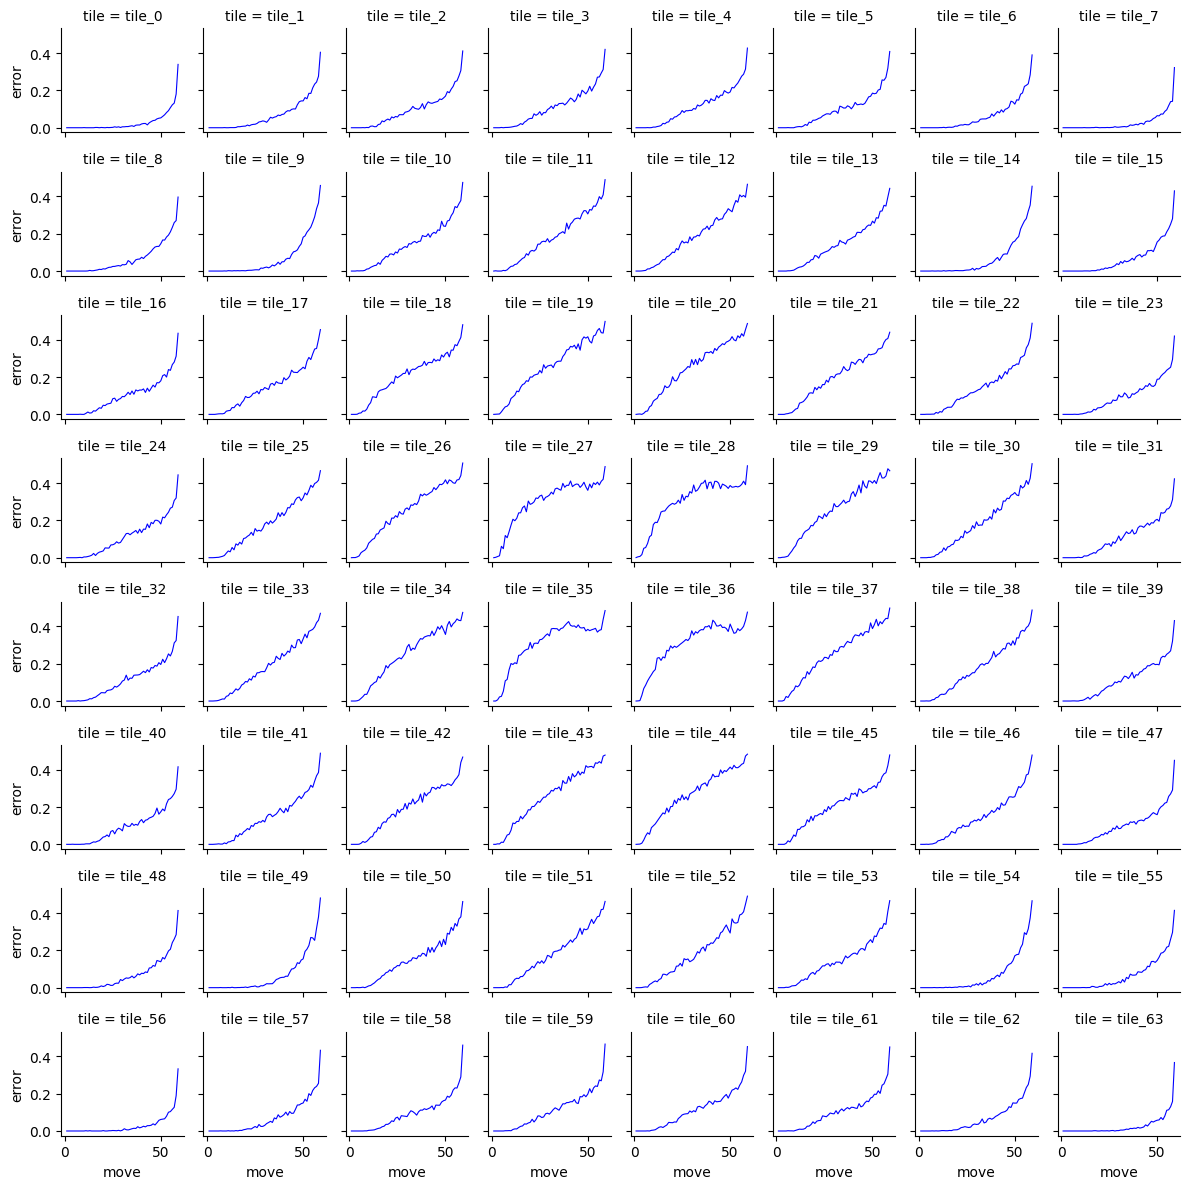 tile = tile_0 tile = tile_1 tile = tile_2 tile = tile_3 tile = tile_4 tile = tile_5 tile = tile_6 tile = tile_7
0.4
error
0.2
0.0
tile = tile_8 tile = tile_9 tile = tile_10 tile = tile_11 tile = tile_12 tile = tile_13 tile = tile_14 tile = tile_15
0.4
error
0.2
0.0
tile = tile_16 tile = tile_17 tile = tile_18 tile = tile_19 tile = tile_20 tile = tile_21 tile = tile_22 tile = tile_23
0.4
error
0.2
0.0
tile = tile_24 tile = tile_25 tile = tile_26 tile = tile_27 tile = tile_28 tile = tile_29 tile = tile_30 tile = tile_31
0.4
error
0.2
0.0
tile = tile_32 tile = tile_33 tile = tile_34 tile = tile_35 tile = tile_36 tile = tile_37 tile = tile_38 tile = tile_39
0.4
error
0.2
0.0
tile = tile_40 tile = tile_41 tile = tile_42 tile = tile_43 tile = tile_44 tile = tile_45 tile = tile_46 tile = tile_47
0.4
error
0.2
0.0
tile = tile_48 tile = tile_49 tile = tile_50 tile = tile_51 tile = tile_52 tile = tile_53 tile = tile_54 tile = tile_55
0.4
error
0.2
0.0
tile = tile_56 tile = tile_57 tile = tile_58 tile = tile_59 tile = tile_60 tile = tile_61 tile = tile_62 tile = tile_63
0.4
error
0.2
0.0
0 50 0 50 0 50 0 50 0 50 0 50 0 50 0 50
move move move move move move move move